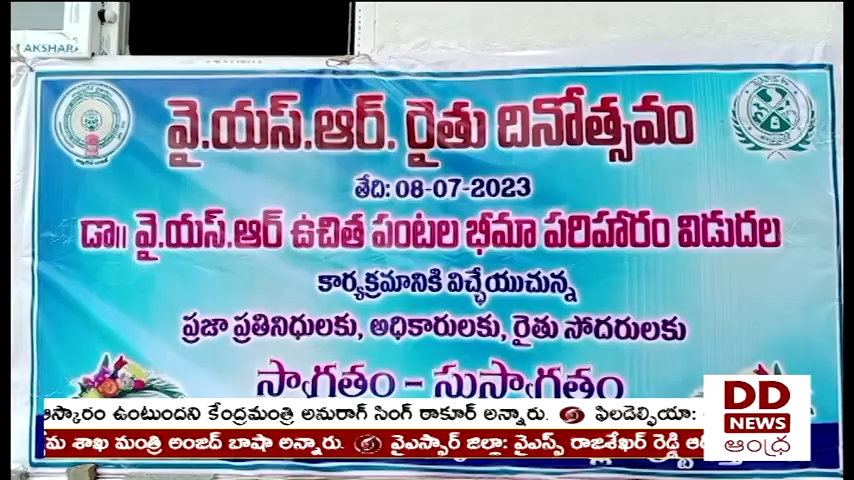 AKSHARA
వై.యస్.ఆర్. రైతు దినోత్సవం
తేది: 08-07-2023
డా॥ వై.యస్.ఆర్ ఉచిత పంటల భీమా పరిహారం విడుదల
కార్యక్రమానికి విచ్చేయుచున్న
ప్రజా ప్రతినిధులకు, అధికారులకు, రైతు సోదరులకు
స్వాగతం - సుస్వాగతం
ఉంటుందని కేంద్రమంత్రి అనురాగ్ సింగ్ ఠాకూర్ అన్నారు. ఫిలడెల్ఫియా:
శాఖ మంత్రి అంజద్ బాషా అన్నారు. వైఎస్సార్ జిల్లా: వైఎస్స్ రాజశేఖర్ రెడ్డి
DD
NEWS
ఆంధ్ర